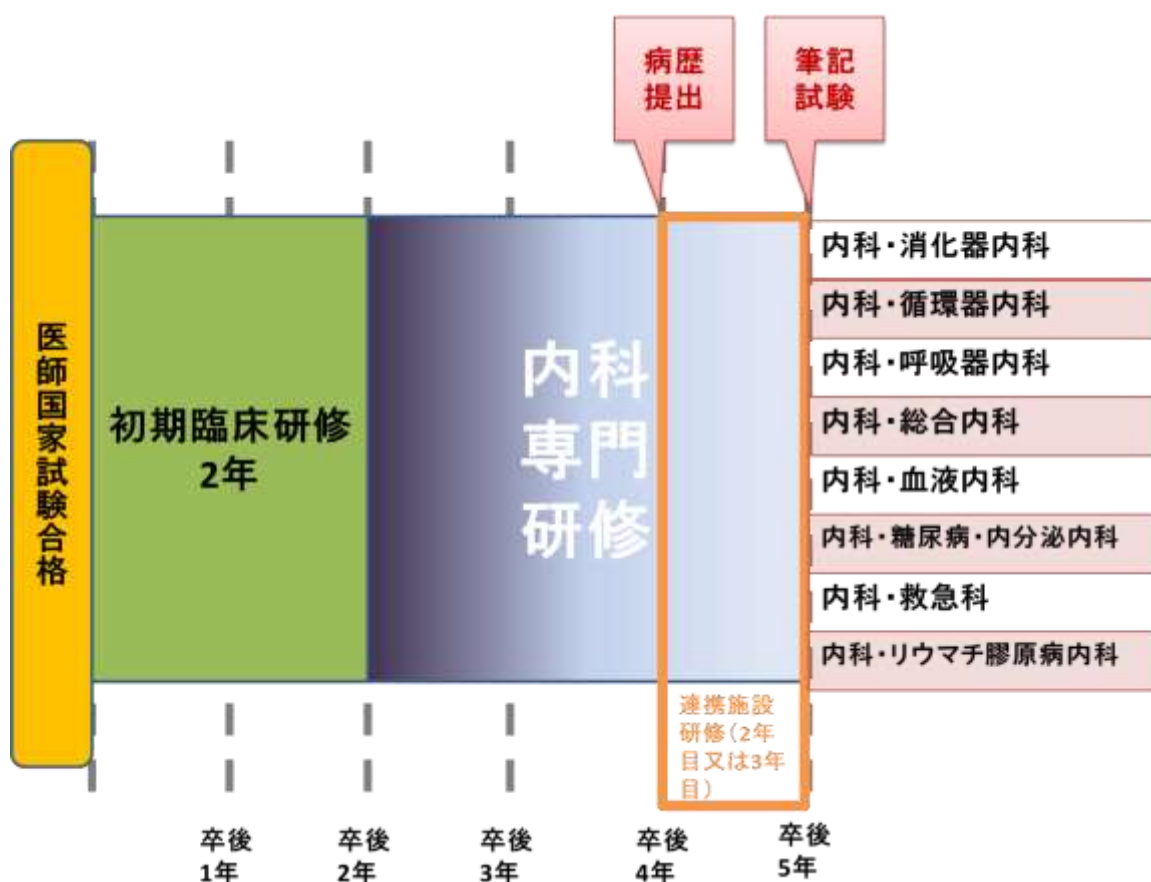 病歴
提出
筆記
試験
医師国家試験合格
初期臨床研修
2年
内科
専門
研修
内科・消化器内科
内科・循環器内科
内科・呼吸器内科
内科・総合内科
内科・血液内科
内科・糖尿病・内分泌内科
内科・救急科
内科・リウマチ膠原病内科
連携施設
研修(2年
目又は3年
目)
卒後
1年
卒後
2年
卒後
3年
卒後
4年
卒後
5年